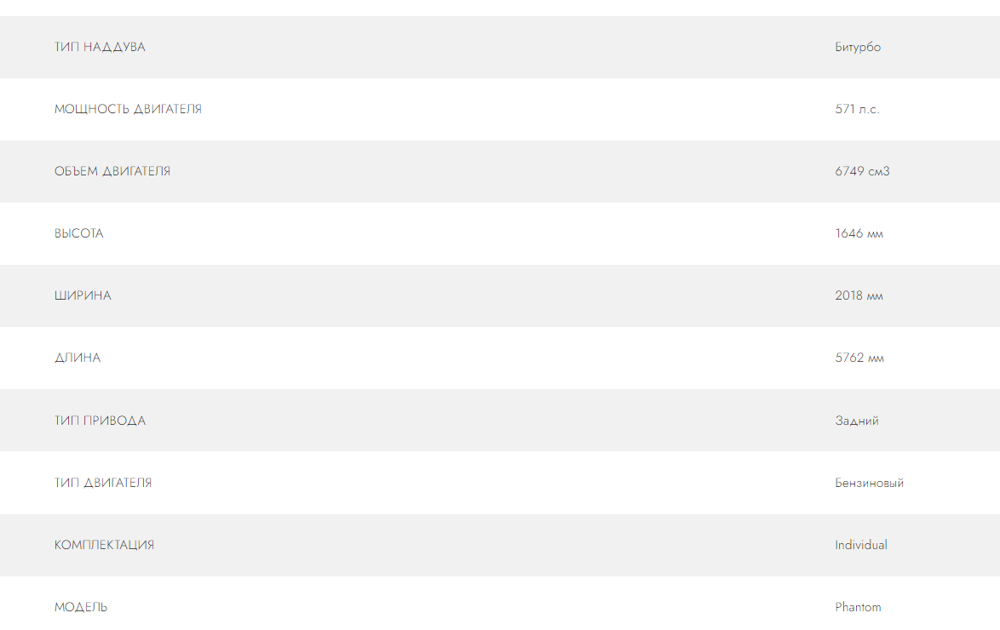 ТИП НАДДУВА Битурбо
МОЩНОСТЬ ДВИГАТЕЛЯ 571 л.с.
ОБЪЕМ ДВИГАТЕЛЯ 6749 см3
ВЫСОТА 1646 мм
ШИРИНА 2018 мм
ДЛИНА 5762 мм
ТИП ПРИВОДА Задний
ТИП ДВИГАТЕЛЯ Бензиновый
КОМПЛЕКТАЦИЯ Individual
МОДЕЛЬ Phantom